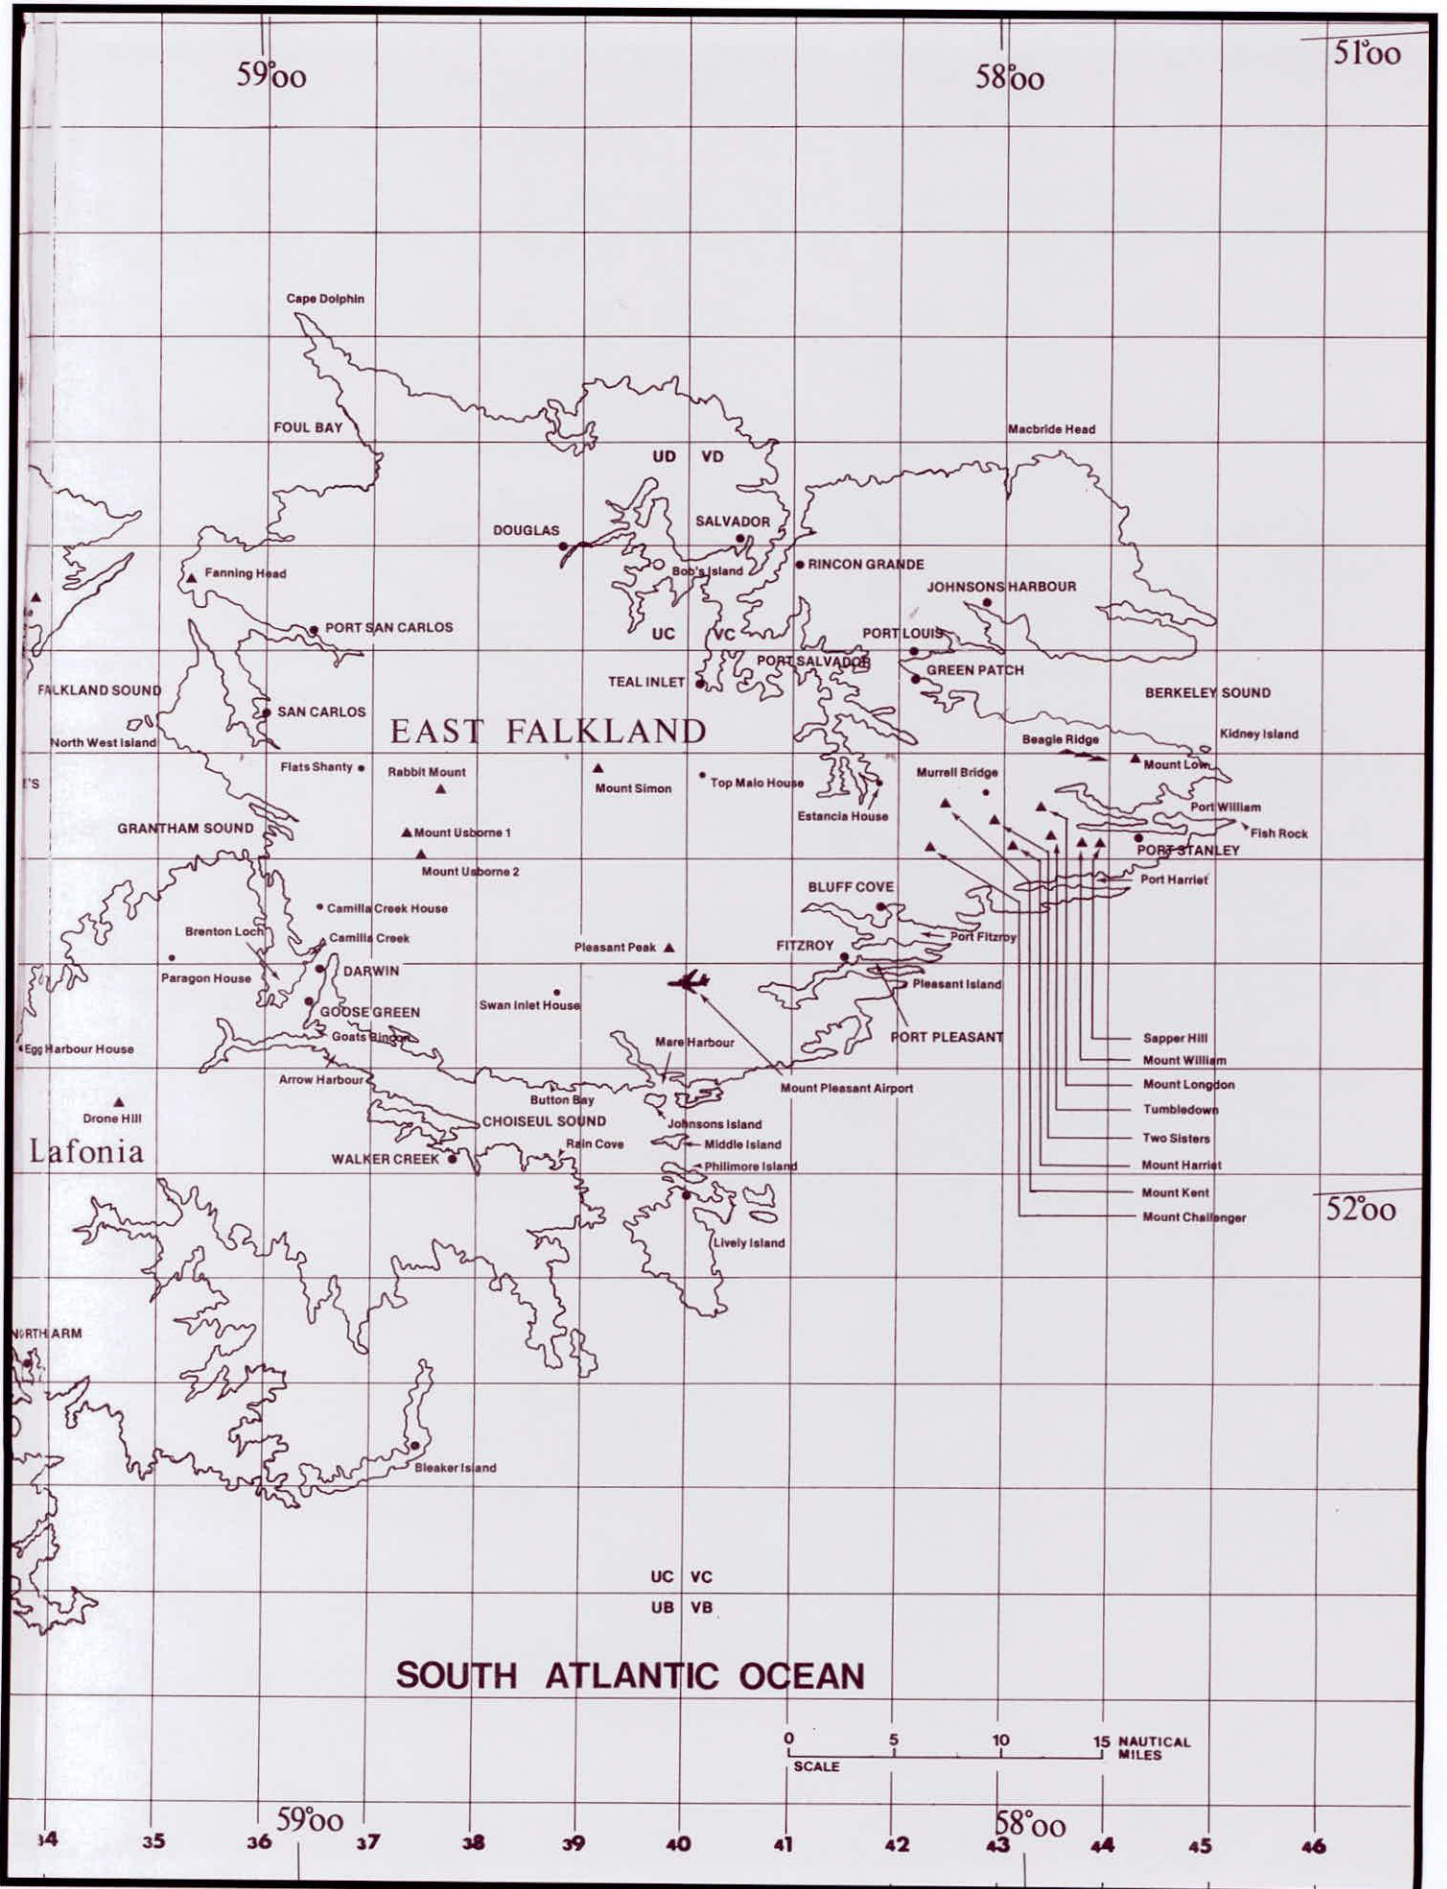 59°00
58°00
51°00
Cape Dolphin
FOUL BAY
Macbride Head
UD VD
DOUGLAS
SALVADOR
Bob's Island
RINCON GRANDE
Fanning Head
JOHNSONS HARBOUR
PORT SAN CARLOS
UC VC
PORT LOUIS
PORT SALVADOR
GREEN PATCH
TEAL INLET
FALKLAND SOUND
BERKELEY SOUND
SAN CARLOS
EAST FALKLAND
North West Island
Beagle Ridge
Kidney Island
Flats Shanty
Rabbit Mount
Mount Simon
Top Malo House
Murrell Bridge
Mount Low
Estancia House
Port William
GRANTHAM SOUND
Mount Usborne 1
Fish Rock
PORT STANLEY
Mount Usborne 2
Port Harriet
BLUFF COVE
Camilla Creek House
Brenton Loch
Camilla Creek
Pleasant Peak
FITZROY
Port Fitzroy
Paragon House
DARWIN
Pleasant Island
Swan Inlet House
GOOSE GREEN
Goats Rincon
PORT PLEASANT
Sapper Hill
Egg Harbour House
Mare Harbour
Mount William
Arrow Harbour
Mount Pleasant Airport
Mount Longdon
Button Bay
Drone Hill
Tumbledown
CHOISEUL SOUND
Johnsons Island
Lafonia
Rain Cove
Middle Island
Two Sisters
WALKER CREEK
Philimore Island
Mount Harriet
Mount Kent
Mount Challenger
52°00
Lively Island
NORTH ARM
Bleaker Island
UC VC
UB VB
SOUTH ATLANTIC OCEAN
0 5 10 15 NAUTICAL
MILES
SCALE
59°00
58°00
34 35 36 37 38 39 40 41 42 43 44 45 46